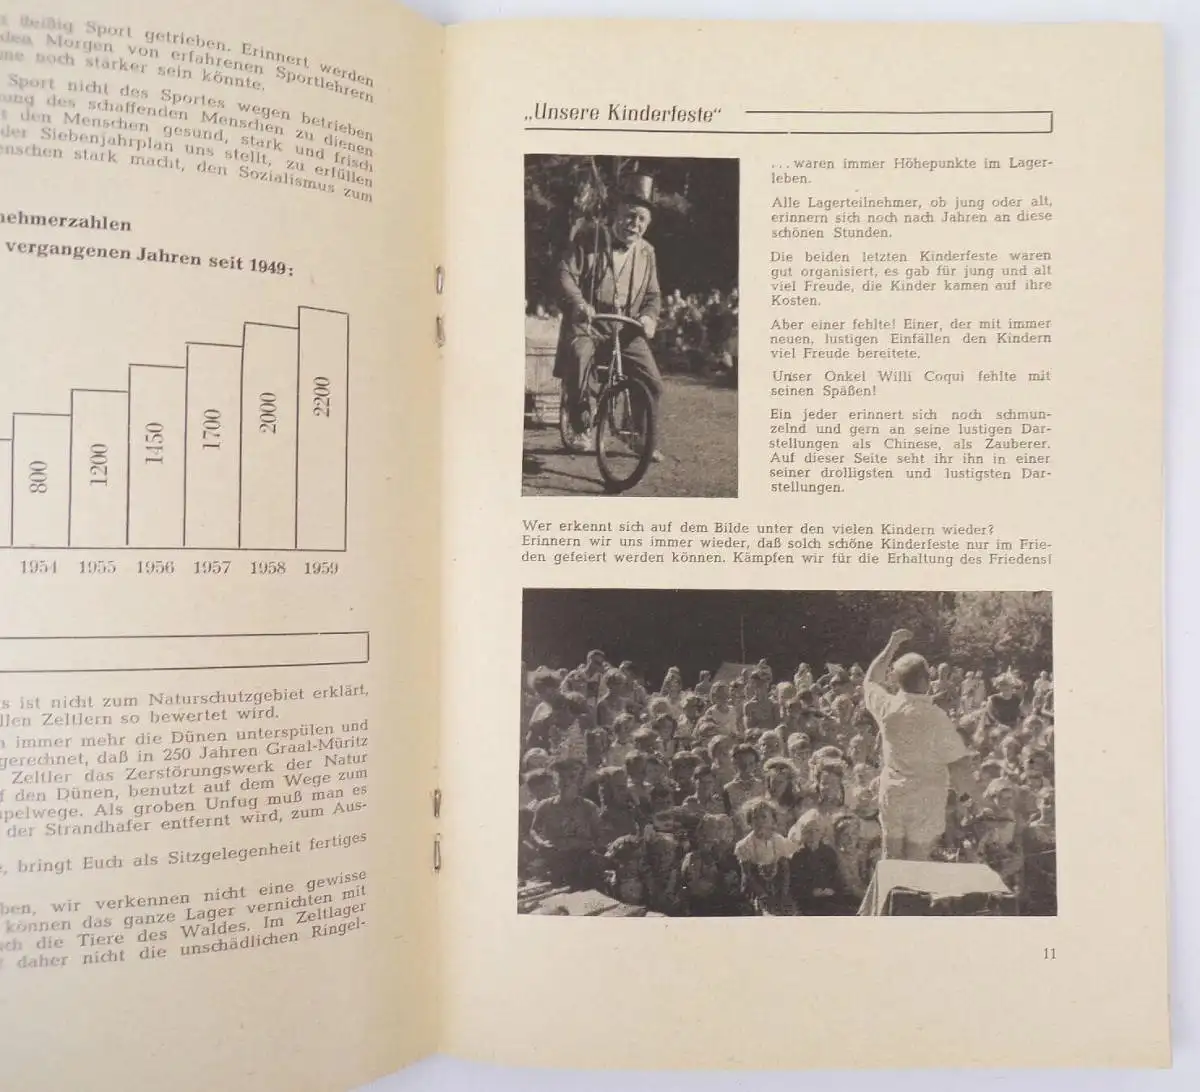 fleißig Sport getrieben. Erinnert werden
den Morgen von erfahrenen Sportlehrern
noch stärker sein könnte.
Sport nicht des Sportes wegen betrieben
ung des schaffenden Menschen zu dienen
den Menschen gesund, stark und frisch
der Siebenjahrplan uns stellt, zu erfüllen
enschen stark macht, den Sozialismus zum
nehmerzahlen
vergangenen Jahren seit 1949:
800
1200
1450
1700
2000
2200
1954 1955 1956 1957 1958 1959
s ist nicht zum Naturschutzgebiet erklärt,
llen Zeltlern so bewertet wird.
immer mehr die Dünen unterspülen und
gerechnet, daß in 250 Jahren Graal-Müritz
Zeltler das Zerstörungswerk der Natur
f den Dünen, benutzt auf dem Wege zum
pelwege. Als groben Unfug muß man es
der Strandhafer entfernt wird, zum Aus-
, bringt Euch als Sitzgelegenheit fertiges
ben, wir verkennen nicht eine gewisse
können das ganze Lager vernichten mit
ch die Tiere des Waldes. Im Zeltlager
daher nicht die unschädlichen Ringel-
„Unsere Kinderfeste"
...waren immer Höhepunkte im Lager-
leben.
Alle Lagerteilnehmer, ob jung oder alt,
erinnern sich noch nach Jahren an diese
schönen Stunden.
Die beiden letzten Kinderfeste waren
gut organisiert, es gab für jung und alt
viel Freude, die Kinder kamen auf ihre
Kosten.
Aber einer fehlte! Einer, der mit immer
neuen, lustigen Einfällen den Kindern
viel Freude bereitete.
Unser Onkel Willi Coqui fehlte mit
seinen Späßen!
Ein jeder erinnert sich noch schmun-
zelnd und gern an seine lustigen Dar-
stellungen als Chinese, als Zauberer.
Auf dieser Seite seht ihr ihn in einer
seiner drolligsten und lustigsten Dar-
stellungen.
Wer erkennt sich auf dem Bilde unter den vielen Kindern wieder?
Erinnern wir uns immer wieder, daß solch schöne Kinderfeste nur im Frie-
den gefeiert werden können. Kämpfen wir für die Erhaltung des Friedens!
11